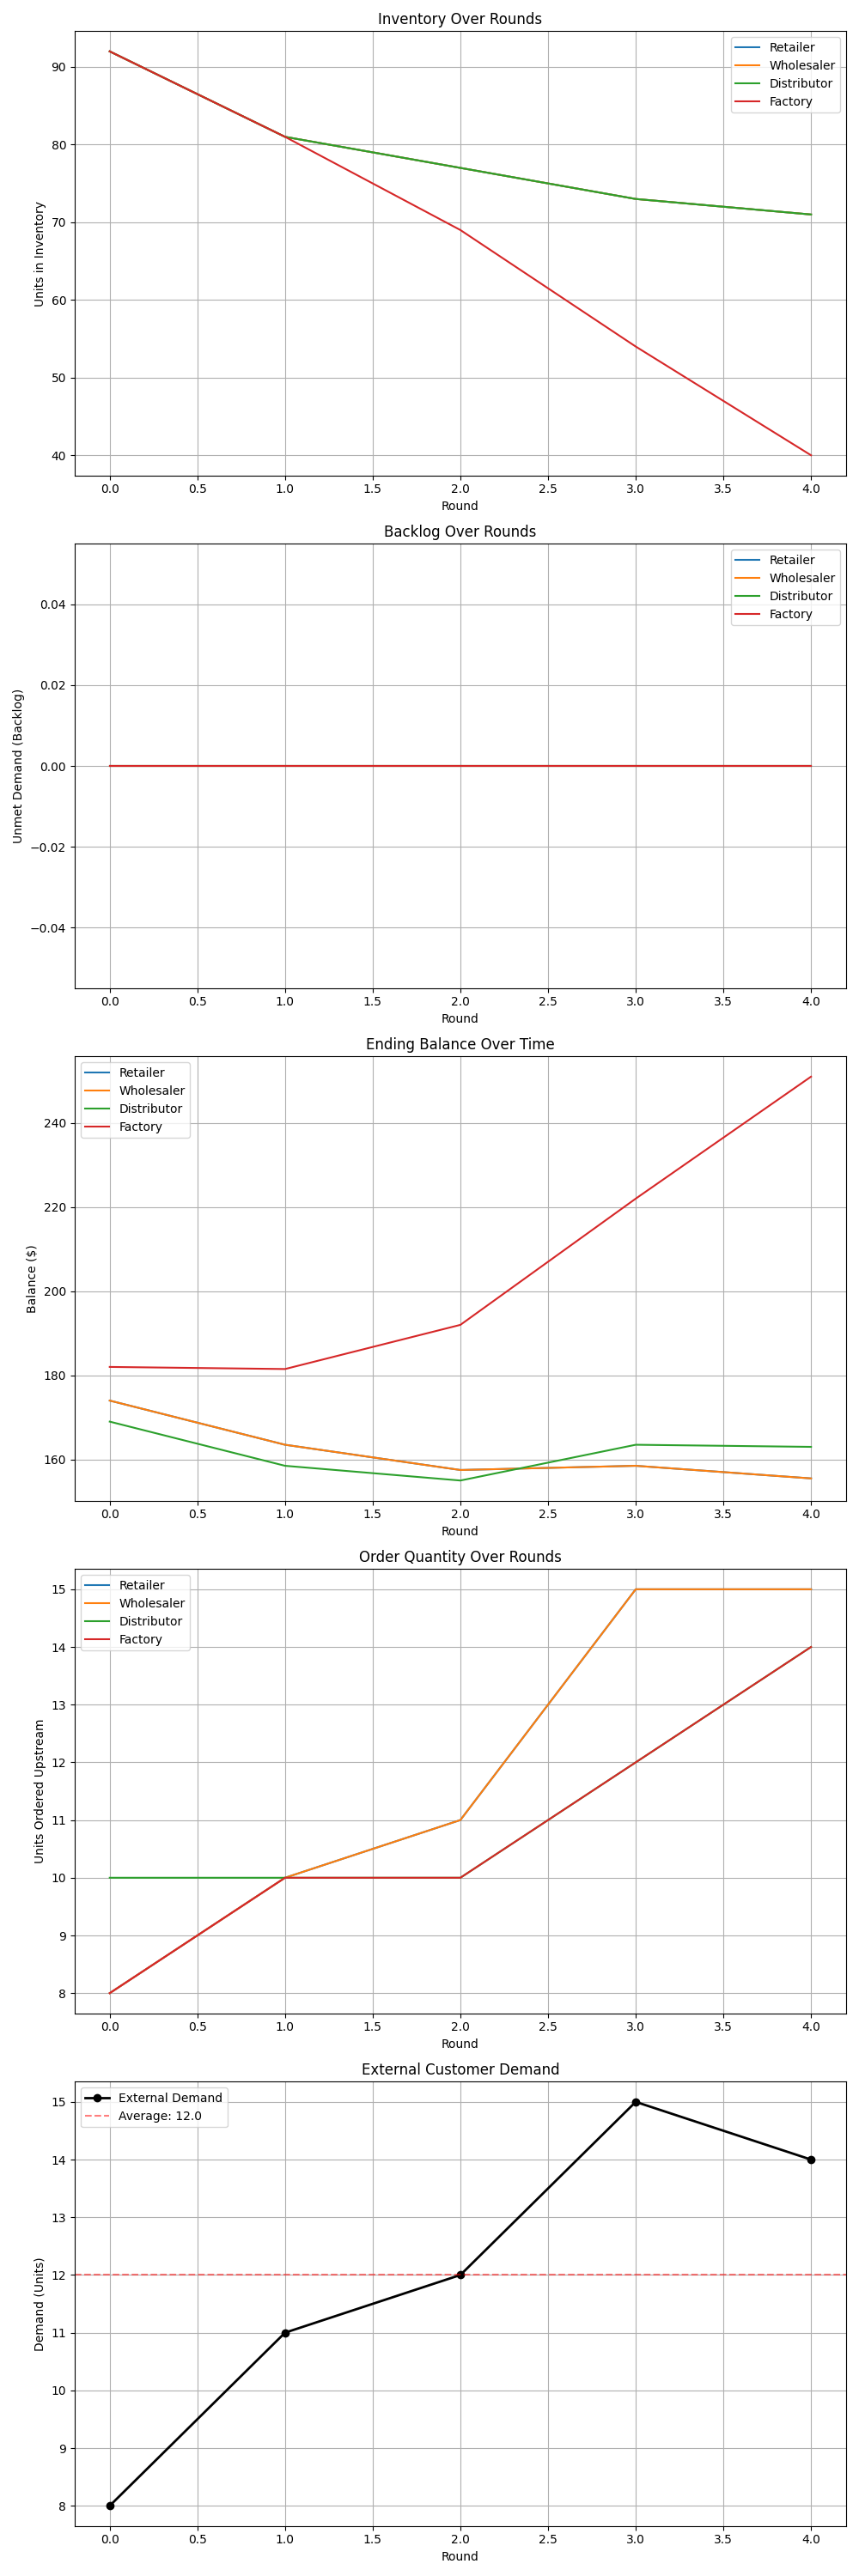 Inventory Over Rounds
Retailer
Wholesaler
Distributor
Factory
90
80
70
60
50
40
Units in Inventory
0.0 0.5 1.0 1.5 2.0 2.5 3.0 3.5 4.0
Round
Backlog Over Rounds
Retailer
Wholesaler
Distributor
Factory
0.04
0.02
0.00
−0.02
−0.04
Unmet Demand (Backlog)
0.0 0.5 1.0 1.5 2.0 2.5 3.0 3.5 4.0
Round
Ending Balance Over Time
Retailer
Wholesaler
Distributor
Factory
240
220
200
180
160
Balance ($)
0.0 0.5 1.0 1.5 2.0 2.5 3.0 3.5 4.0
Round
Order Quantity Over Rounds
Retailer
Wholesaler
Distributor
Factory
15
14
13
12
11
10
9
8
Units Ordered Upstream
0.0 0.5 1.0 1.5 2.0 2.5 3.0 3.5 4.0
Round
External Customer Demand
External Demand
Average: 12.0
15
14
13
12
11
10
9
8
Demand (Units)
0.0 0.5 1.0 1.5 2.0 2.5 3.0 3.5 4.0
Round